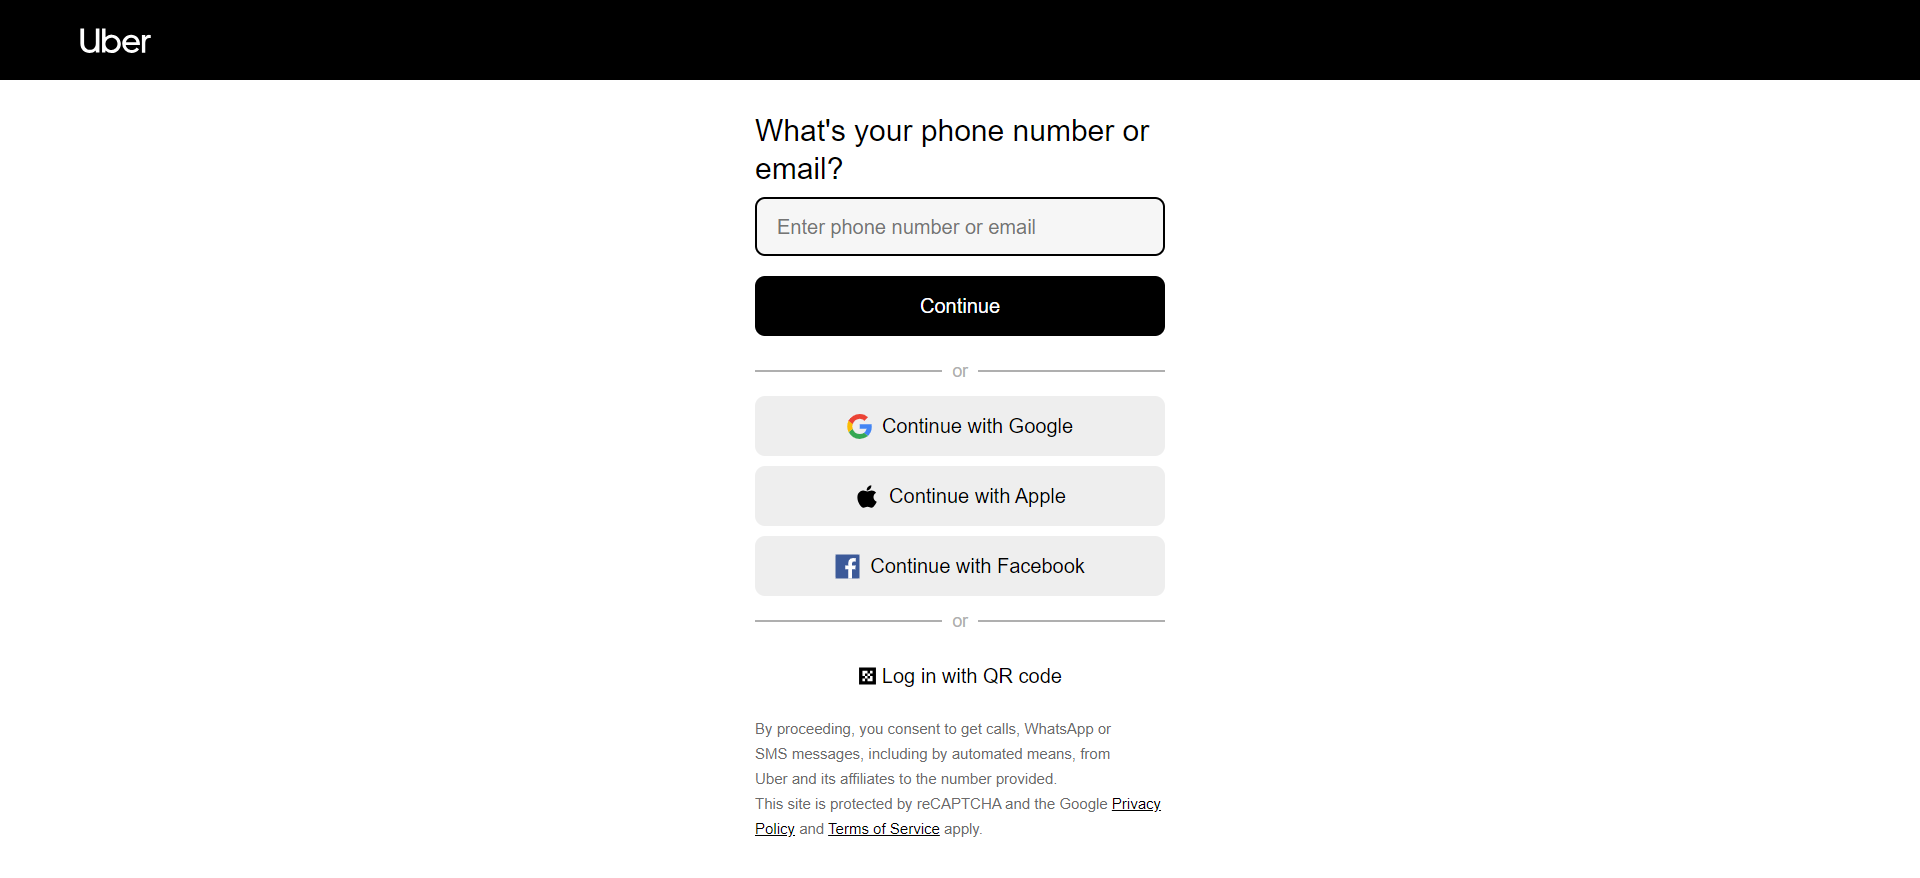 Uber
What's your phone number or
email?
Enter phone number or email
Continue
or
Continue with Google
Continue with Apple
Continue with Facebook
or
Log in with QR code
By proceeding, you consent to get calls, WhatsApp or
SMS messages, including by automated means, from
Uber and its affiliates to the number provided.
This site is protected by reCAPTCHA and the Google Privacy
Policy and Terms of Service apply.